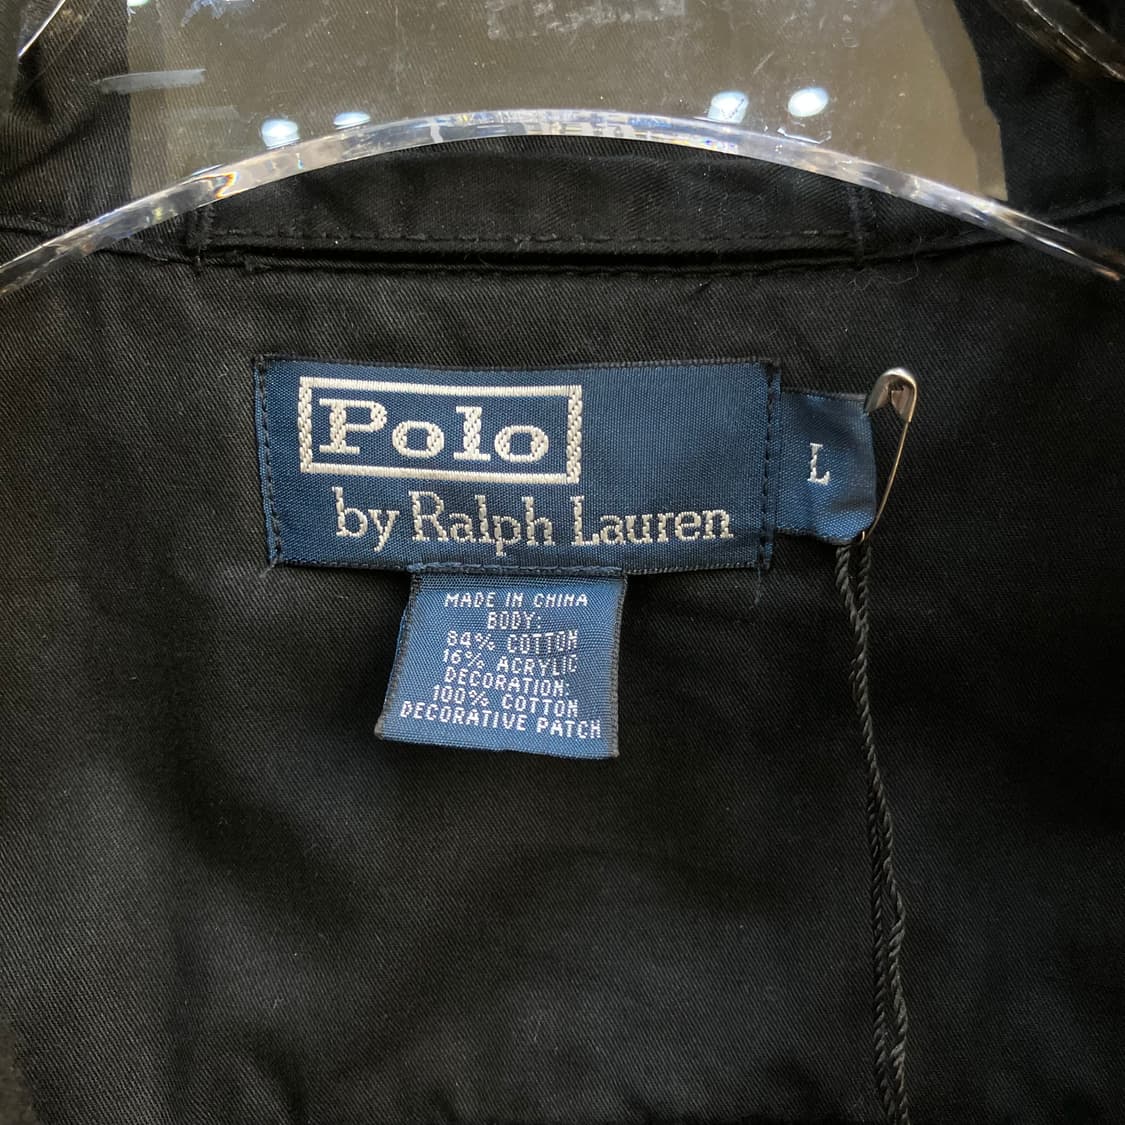 Polo
by Ralph Lauren
L
MADE IN CHINA
BODY:
84% COTTON
16% ACRYLIC
DECORATION:
100% COTTON
DECORATIVE PATCH